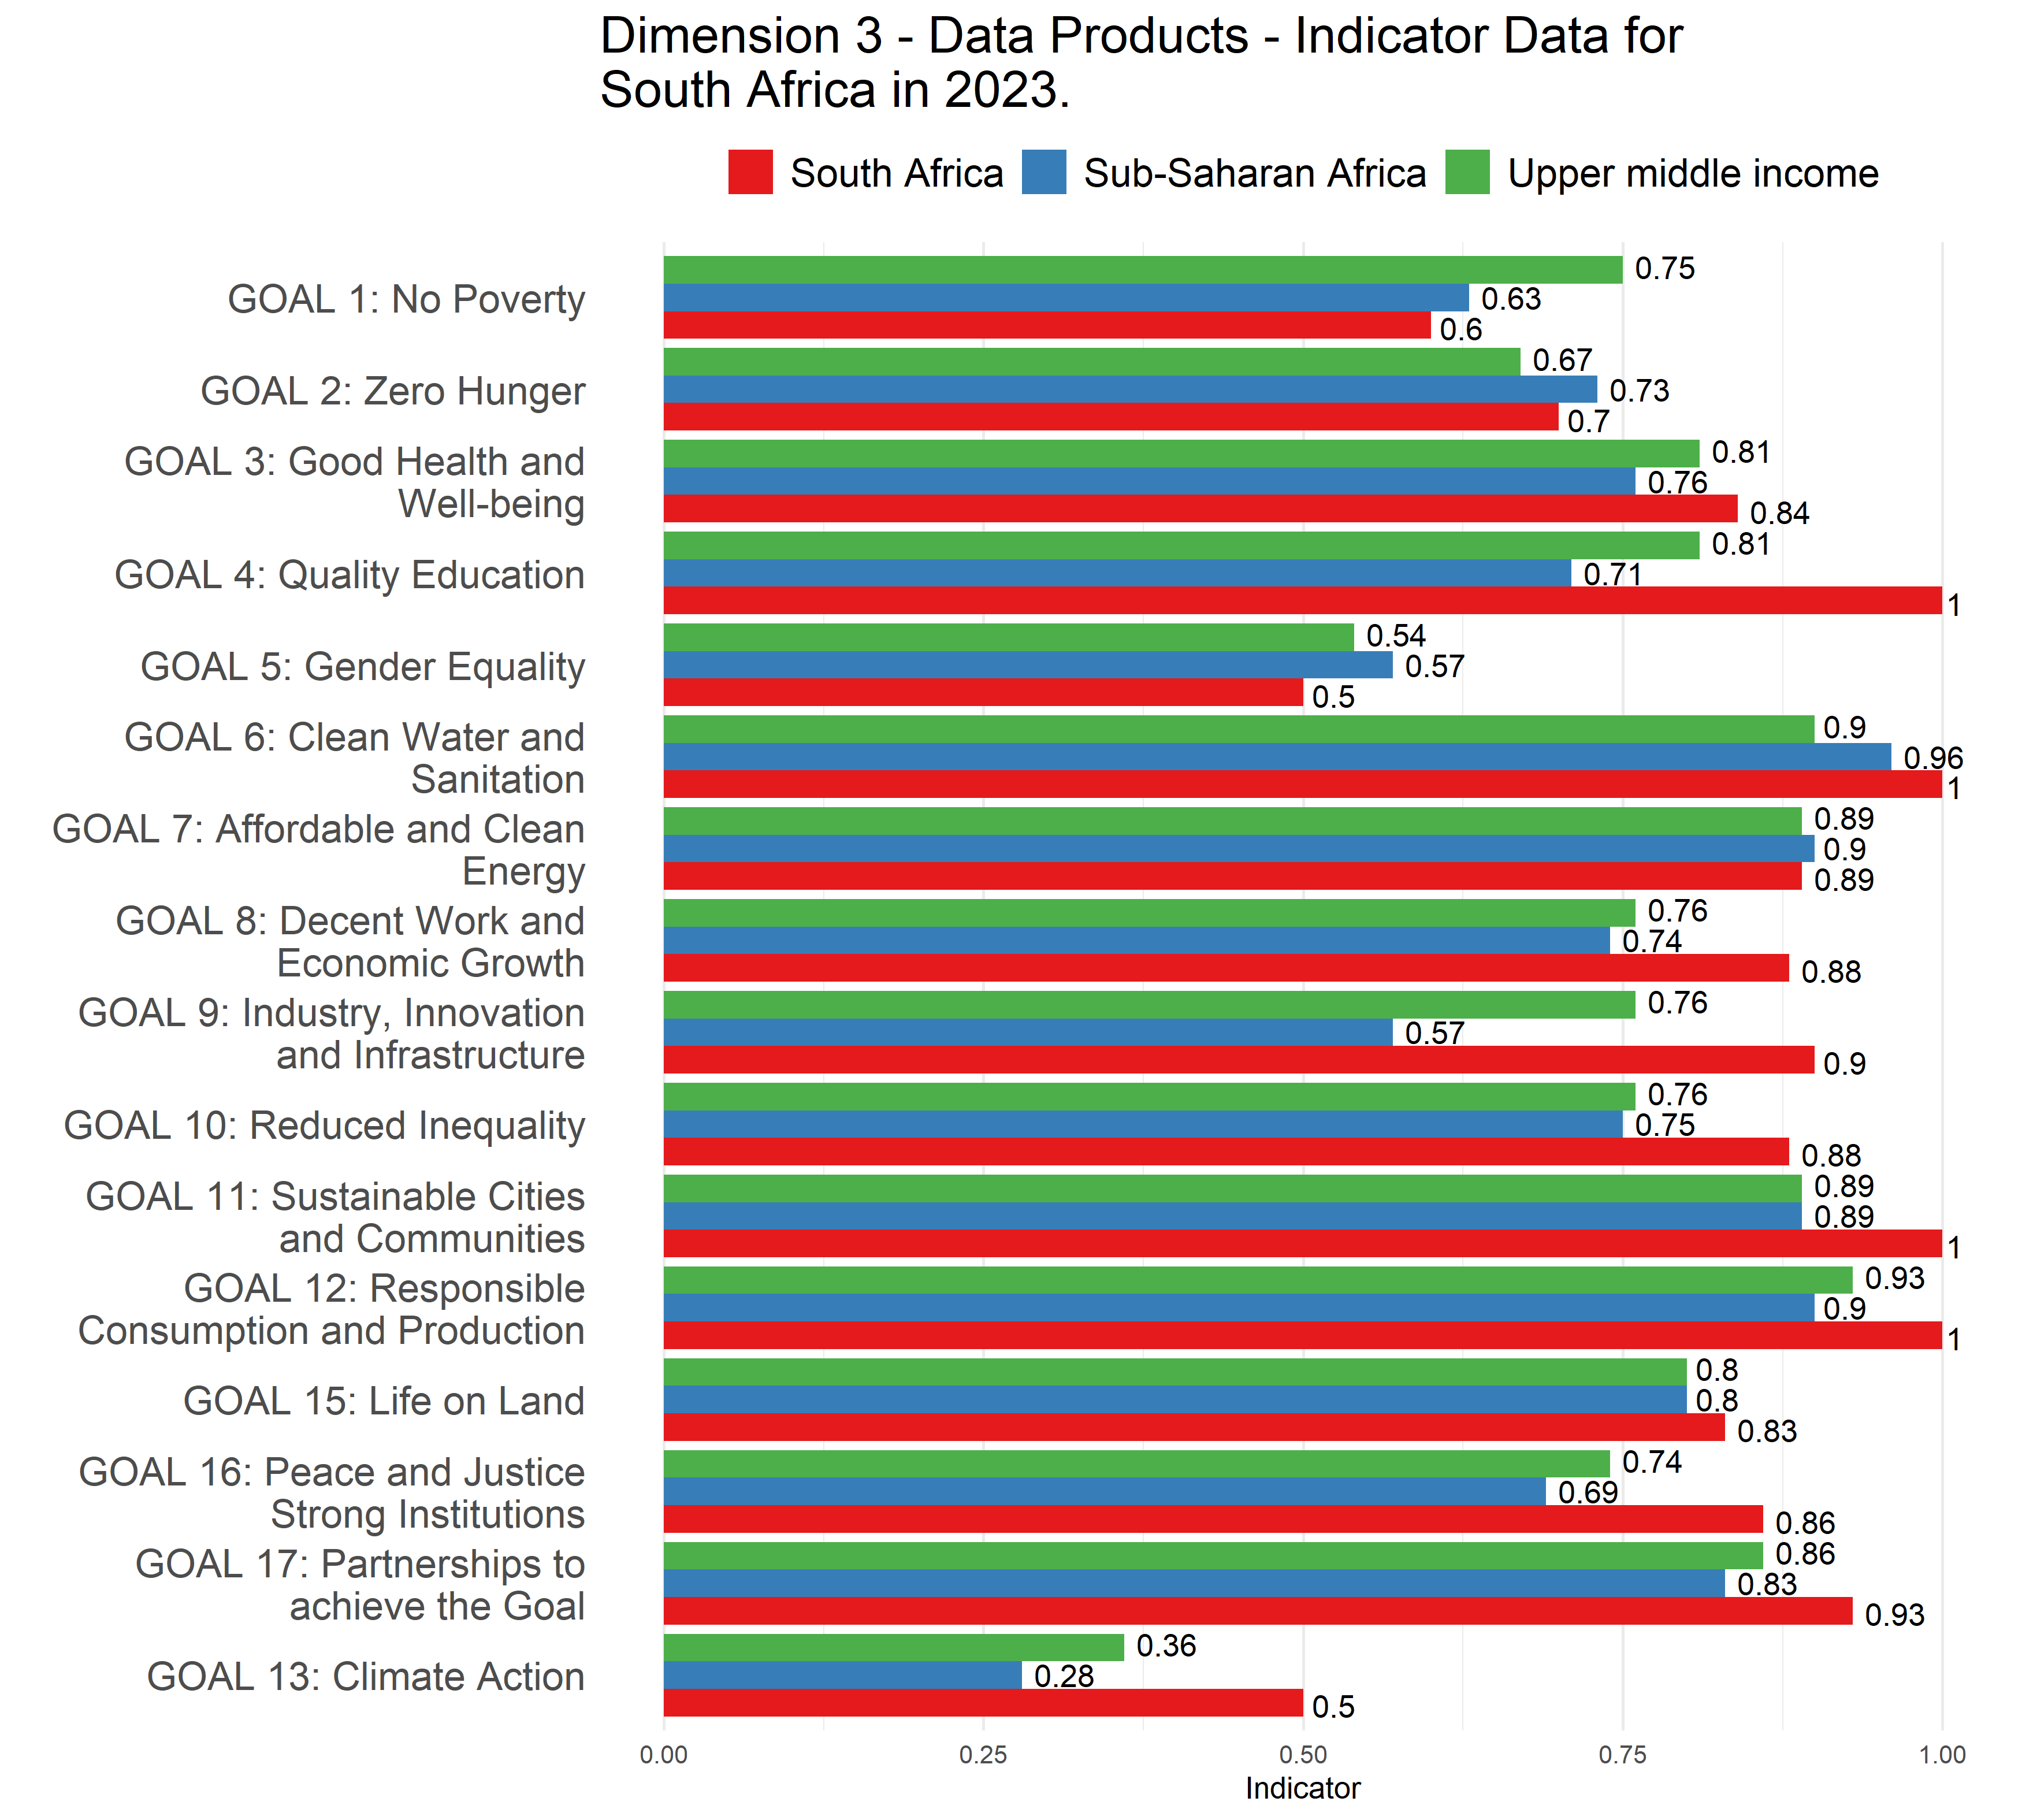 Dimension 3 - Data Products - Indicator Data for
South Africa in 2023.
South Africa
Sub-Saharan Africa
Upper middle income
GOAL 1: No Poverty
0.75
0.63
0.6
GOAL 2: Zero Hunger
0.67
0.73
0.7
GOAL 3: Good Health and
Well-being
0.81
0.76
0.84
GOAL 4: Quality Education
0.81
0.71
1
GOAL 5: Gender Equality
0.54
0.57
0.5
GOAL 6: Clean Water and
Sanitation
0.9
0.96
1
GOAL 7: Affordable and Clean
Energy
0.89
0.9
0.89
GOAL 8: Decent Work and
Economic Growth
0.76
0.74
0.88
GOAL 9: Industry, Innovation
and Infrastructure
0.76
0.57
0.9
GOAL 10: Reduced Inequality
0.76
0.75
0.88
GOAL 11: Sustainable Cities
and Communities
0.89
0.89
1
GOAL 12: Responsible
Consumption and Production
0.93
0.9
1
GOAL 15: Life on Land
0.8
0.8
0.83
GOAL 16: Peace and Justice
Strong Institutions
0.74
0.69
0.86
GOAL 17: Partnerships to
achieve the Goal
0.86
0.83
0.93
GOAL 13: Climate Action
0.36
0.28
0.5
0.00
0.25
0.50
0.75
1.00
Indicator